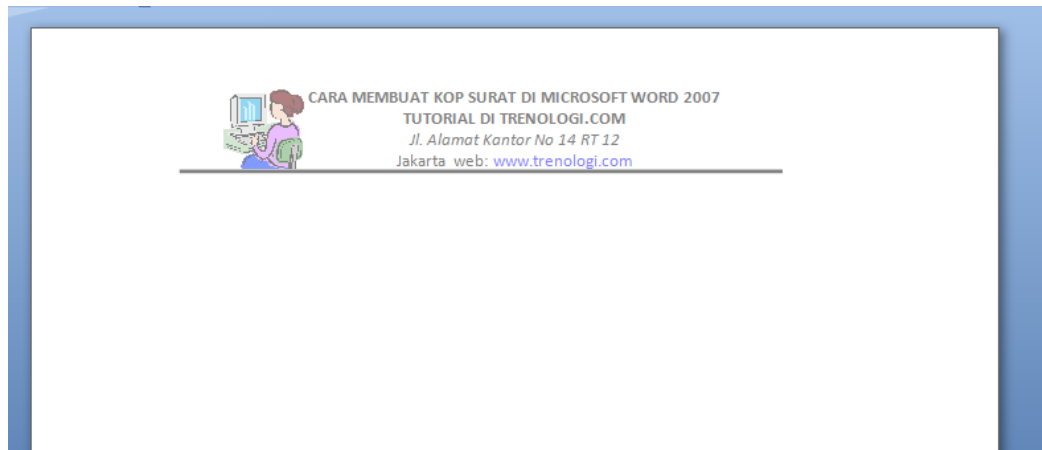 CARA MEMBUAT KOP SURAT DI MICROSOFT WORD 2007
TUTORIAL DI TRENOLOGI.COM
Jl. Alamat Kantor No 14 RT 12
Jakarta web: www.trenologi.com